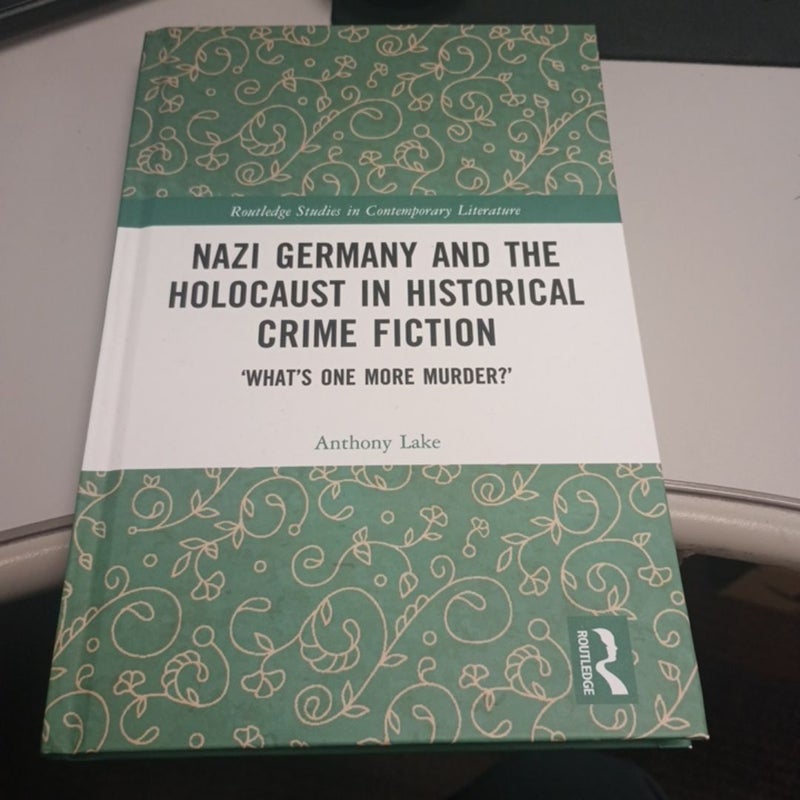 Routledge Studies in Contemporary Literature
NAZI GERMANY AND THE
HOLOCAUST IN HISTORICAL
CRIME FICTION
‘WHAT’S ONE MORE MURDER?’
Anthony Lake
ROUTLEDGE